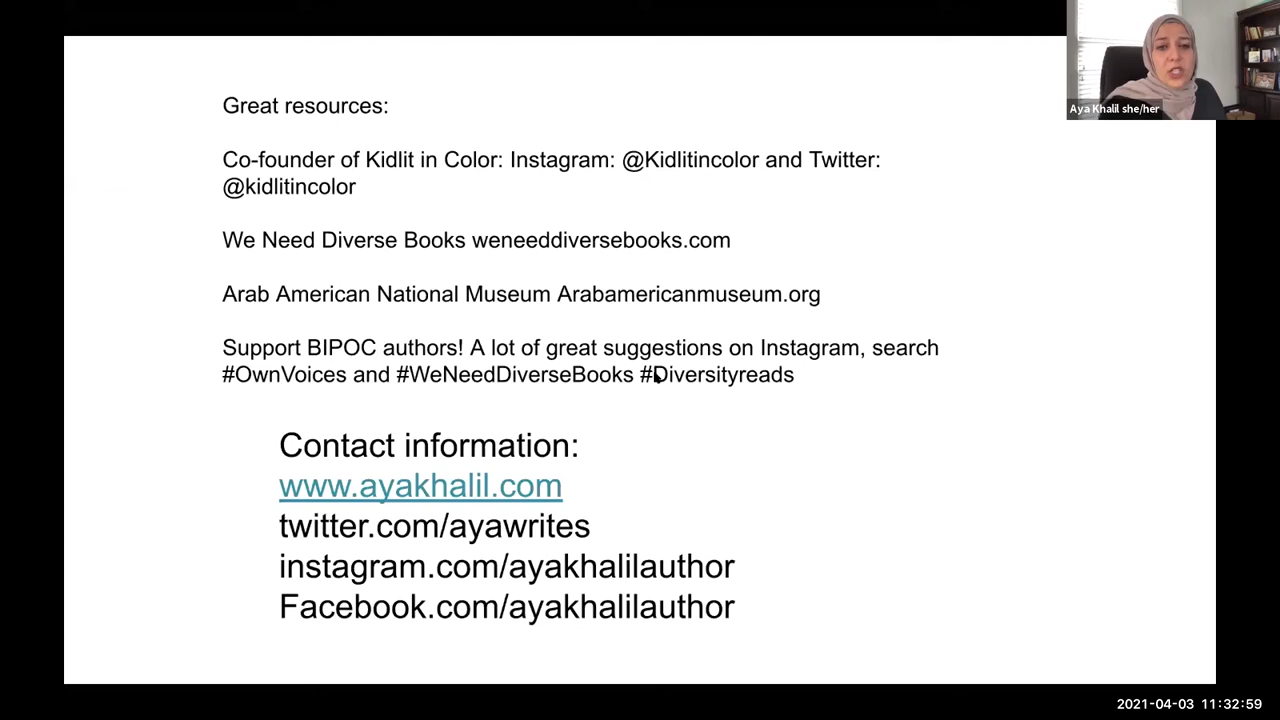 Great resources:
Co-founder of Kidlit in Color: Instagram: @Kidlitincolor and Twitter:
@kidlitincolor
We Need Diverse Books weneeddiversebooks.com
Arab American National Museum Arabamericanmuseum.org
Support BIPOC authors! A lot of great suggestions on Instagram, search
#OwnVoices and #WeNeedDiverseBooks #Diversityreads
Contact information:
www.ayakhalil.com
twitter.com/ayawrites
instagram.com/ayakhalilauthor
Facebook.com/ayakhalilauthor
Aya Khalil she/her
2021-04-03 11:32:59